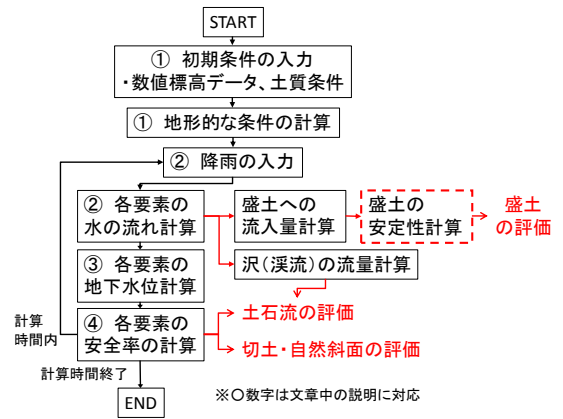 START
① 初期条件の入力
・数値標高データ、土質条件
① 地形的な条件の計算
② 降雨の入力
② 各要素の
水の流れ計算
盛土への
流入量計算
盛土の
安定性計算
盛土
の評価
③ 各要素の
地下水位計算
沢(渓流)の流量計算
土石流の評価
計算
時間内
④ 各要素の
安全率の計算
切土・自然斜面の評価
計算時間終了
END
※〇数字は文章中の説明に対応